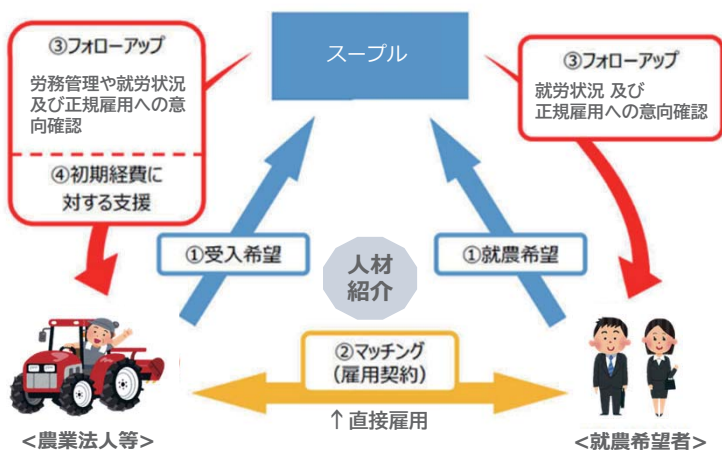 スープル
③フォローアップ
労務管理や就労状況
及び正規雇用への意
向確認
④初期経費に
対する支援
③フォローアップ
就労状況 及び
正規雇用への意向確認
①受入希望
①就農希望
人材
紹介
②マッチング
（雇用契約）
↑直接雇用
<農業法人等>
<就農希望者>